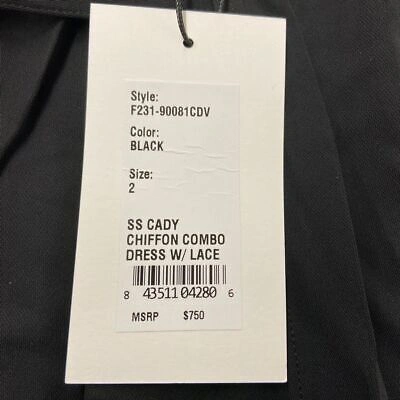 Style:
F231-90081CDV
Color:
BLACK
Size:
2
SS CADY
CHIFFON COMBO
DRESS W/ LACE
8 43511 04280 6
MSRP $750